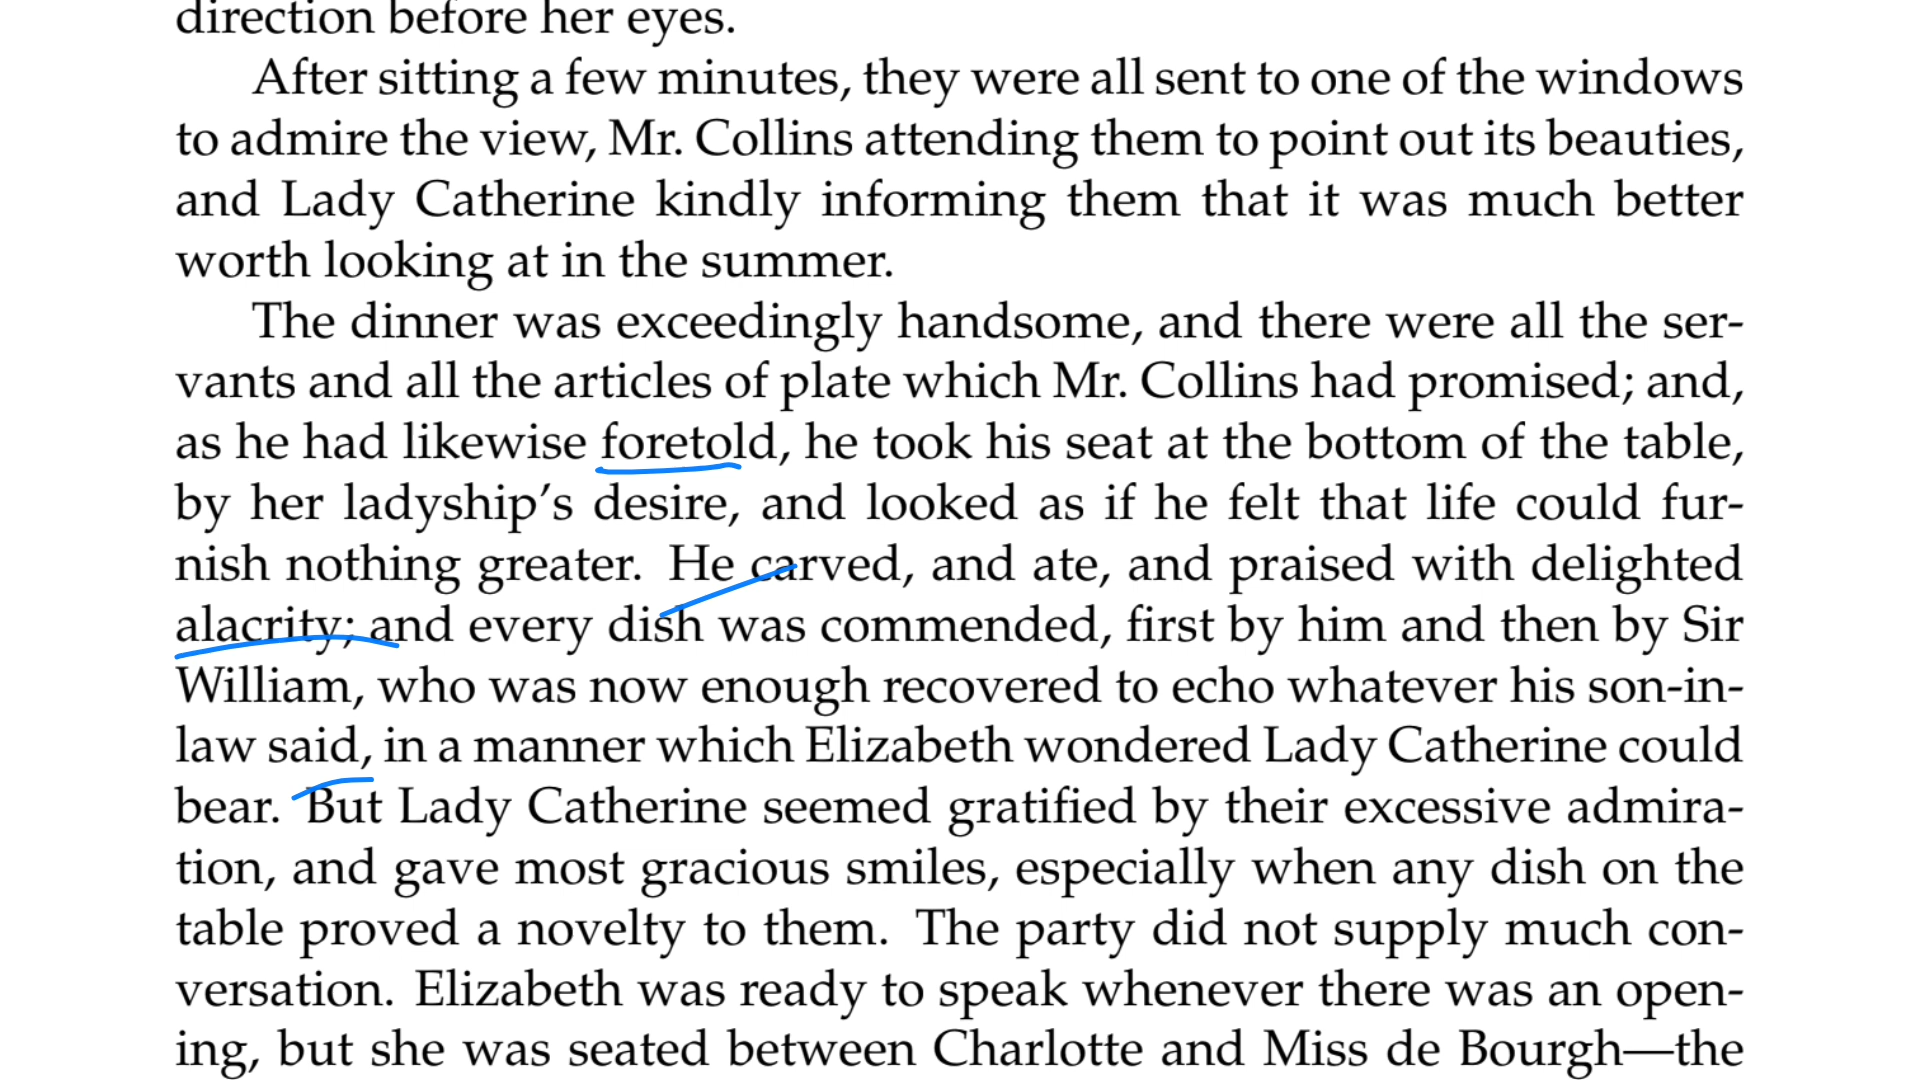 direction before her eyes.
After sitting a few minutes, they were all sent to one of the windows
to admire the view, Mr. Collins attending them to point out its beauties,
and Lady Catherine kindly informing them that it was much better
worth looking at in the summer.
The dinner was exceedingly handsome, and there were all the ser-
vants and all the articles of plate which Mr. Collins had promised; and,
as he had likewise foretold, he took his seat at the bottom of the table,
by her ladyship’s desire, and looked as if he felt that life could fur-
nish nothing greater. He carved, and ate, and praised with delighted
alacrity; and every dish was commended, first by him and then by Sir
William, who was now enough recovered to echo whatever his son-in-
law said, in a manner which Elizabeth wondered Lady Catherine could
bear. But Lady Catherine seemed gratified by their excessive admira-
tion, and gave most gracious smiles, especially when any dish on the
table proved a novelty to them. The party did not supply much con-
versation. Elizabeth was ready to speak whenever there was an open-
ing, but she was seated between Charlotte and Miss de Bourgh—the